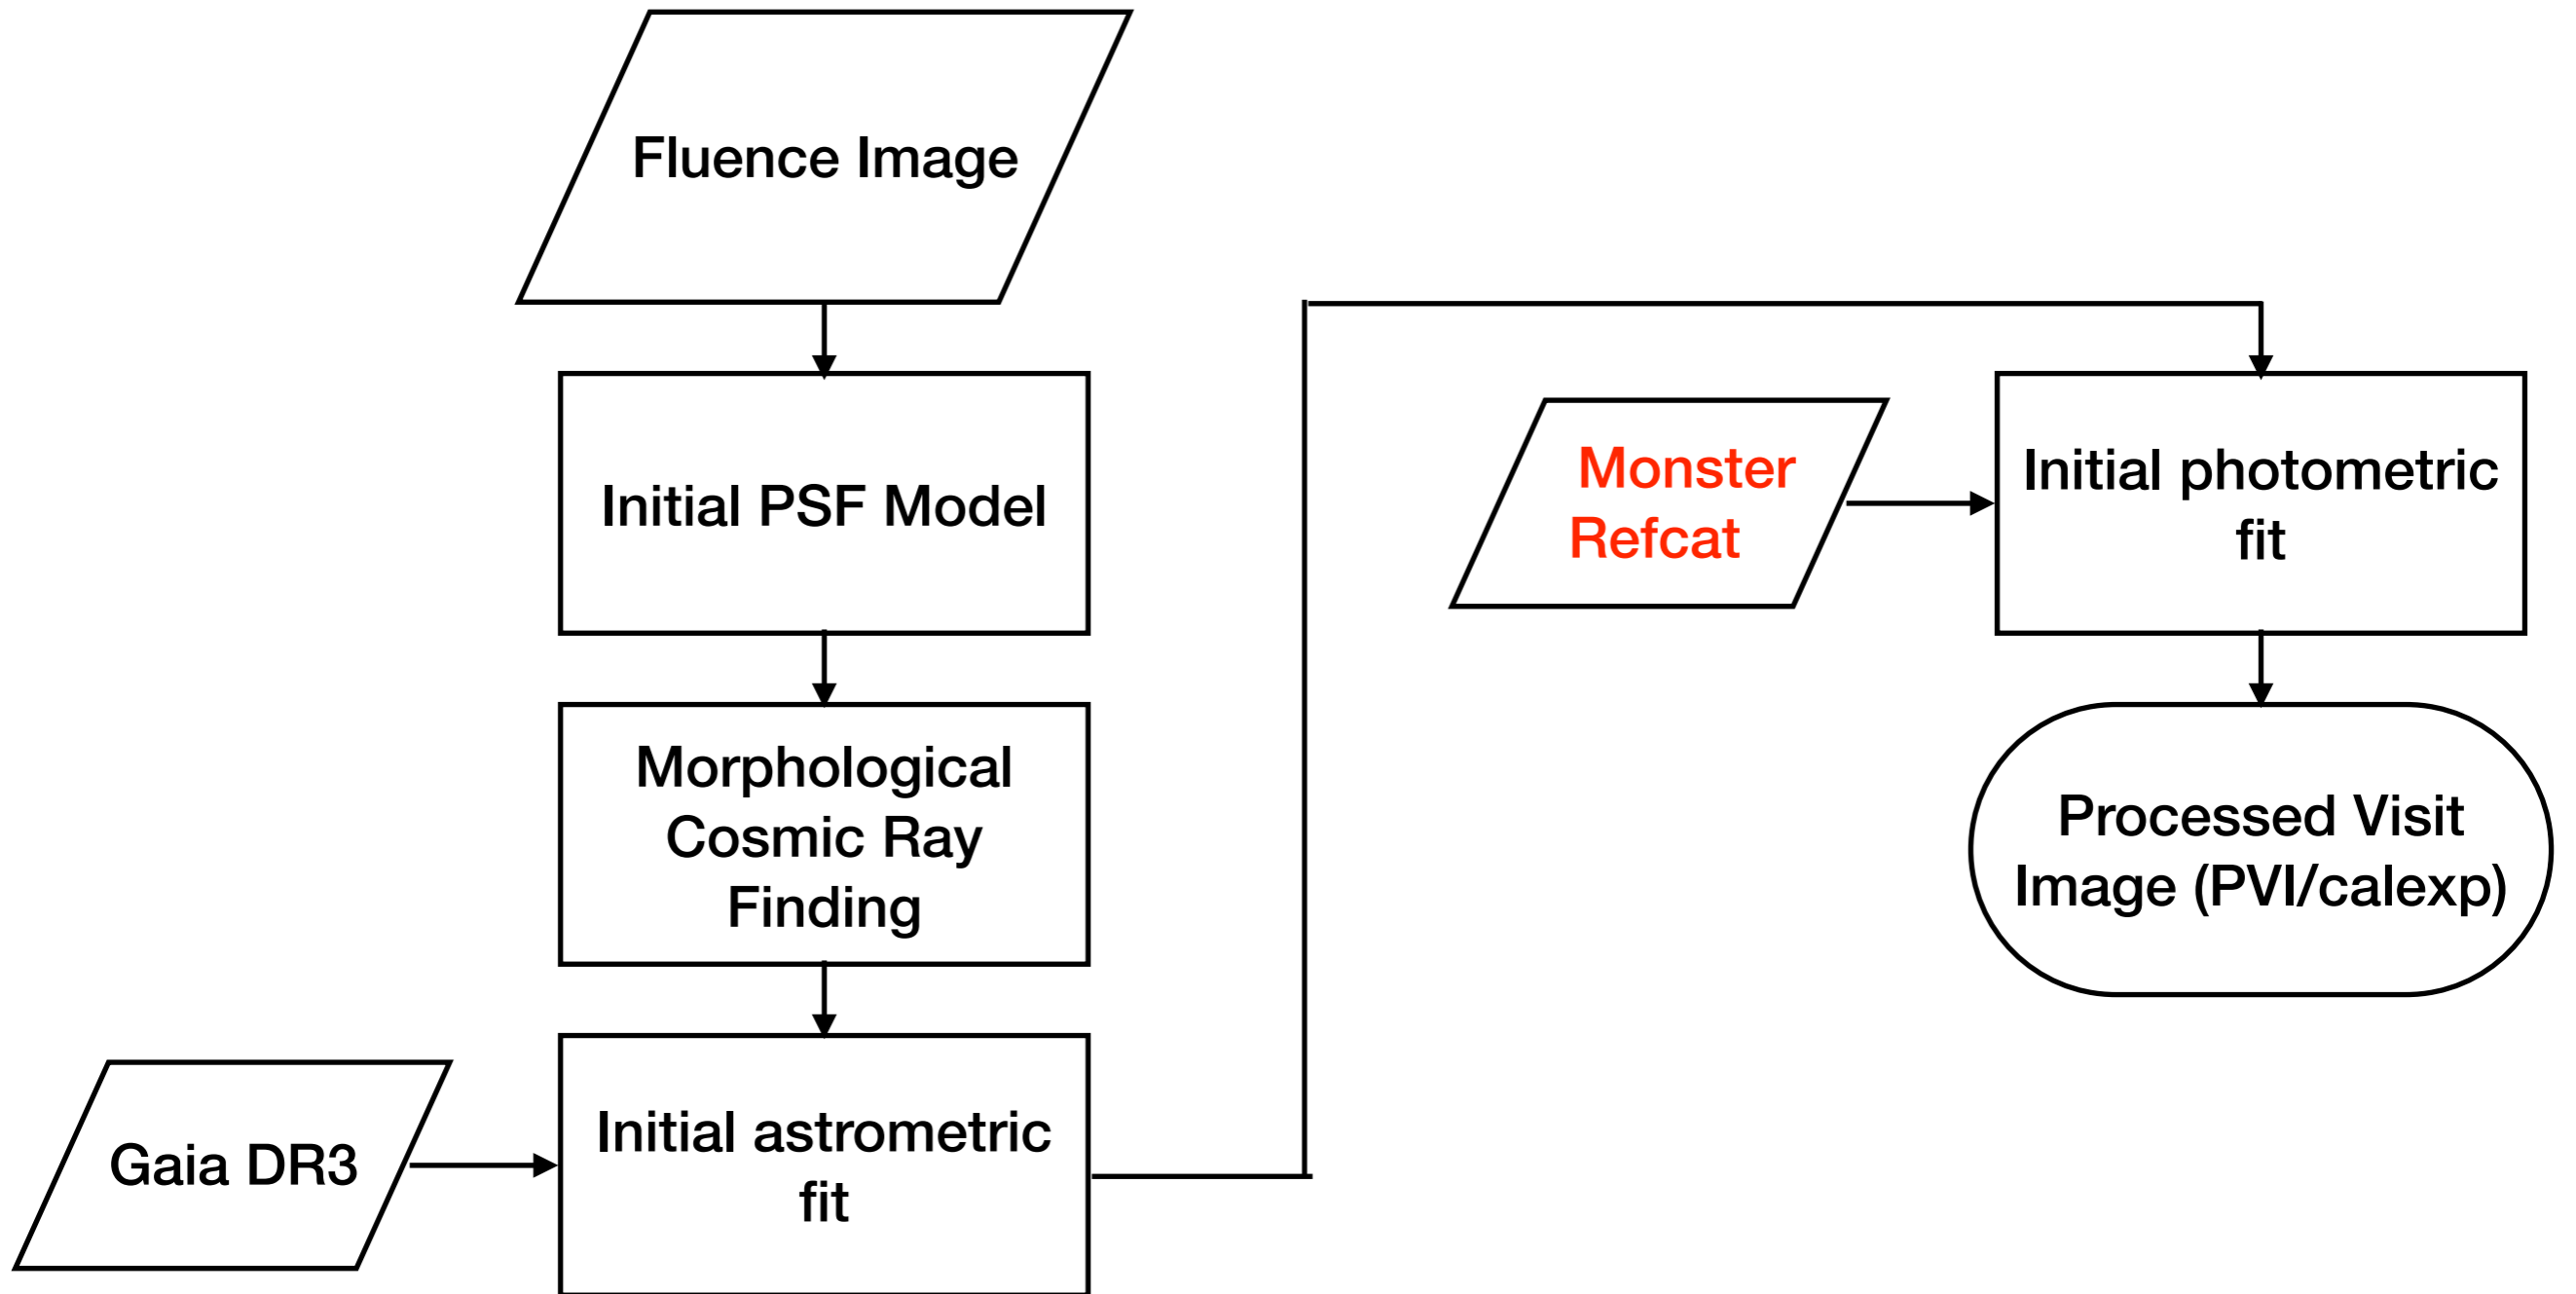 Fluence Image
Initial PSF Model
Morphological
Cosmic Ray
Finding
Gaia DR3
Initial astrometric
fit
Monster
Refcat
Initial photometric
fit
Processed Visit
Image (PVI/calexp)